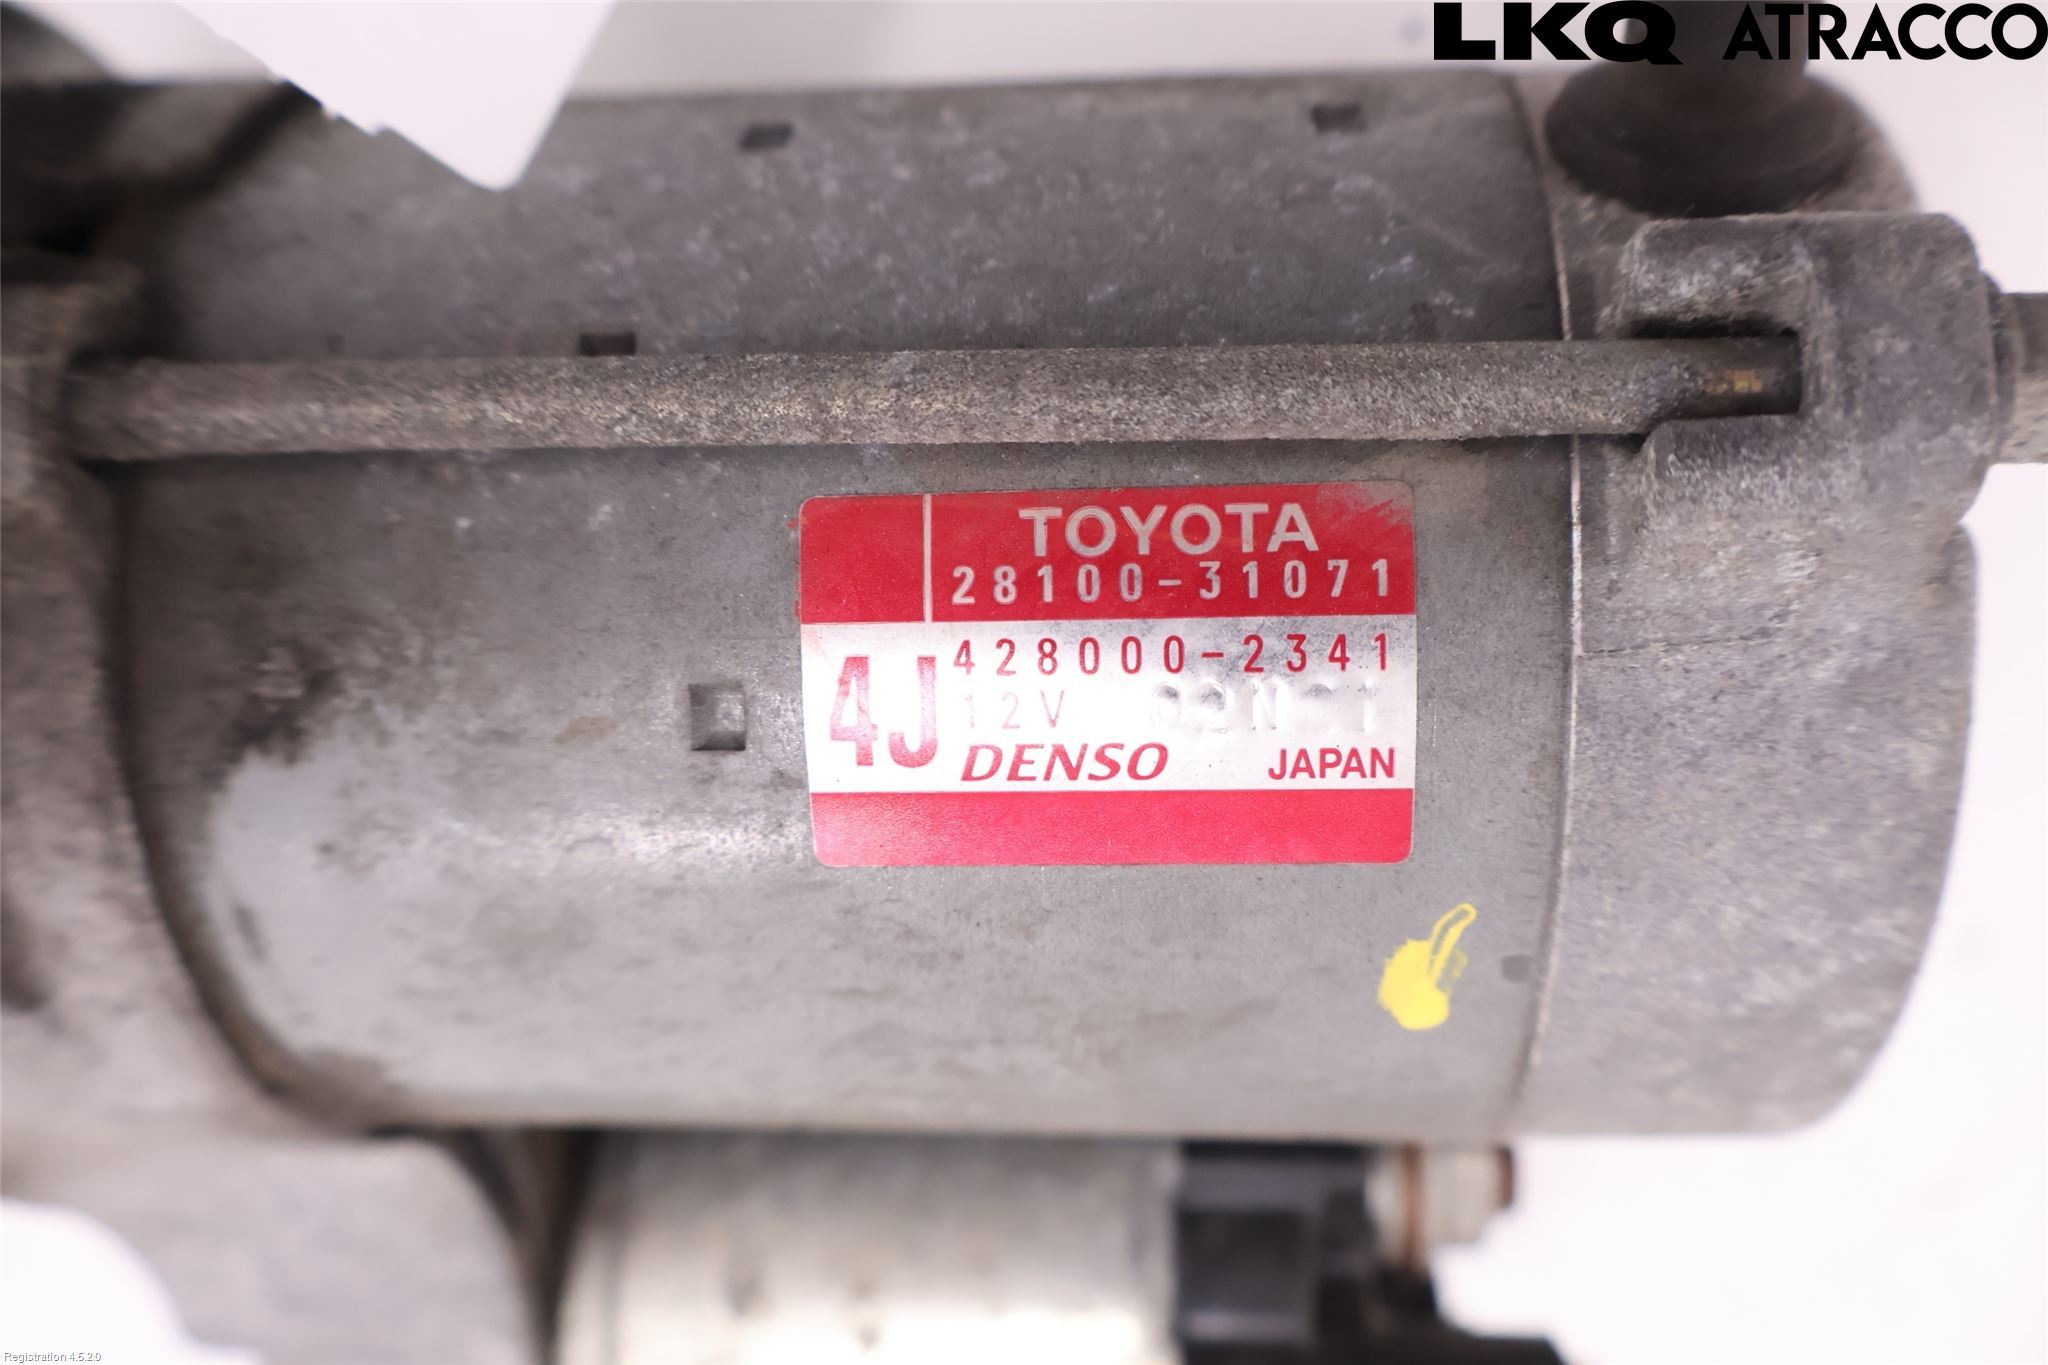 LKQ ATRACCO
TOYOTA
28100-31071
4J
428000-2341
12V
DENSO JAPAN
Registration 4.5.2.0